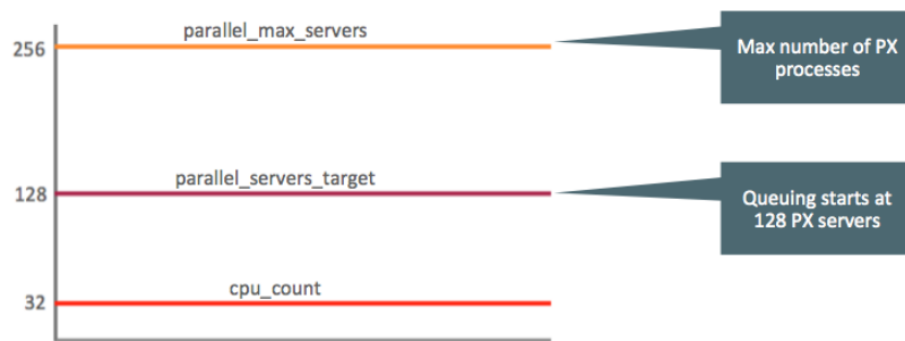 parallel_max_servers
256
Max number of PX
processes
parallel_servers_target
128
Queuing starts at
128 PX servers
cpu_count
32